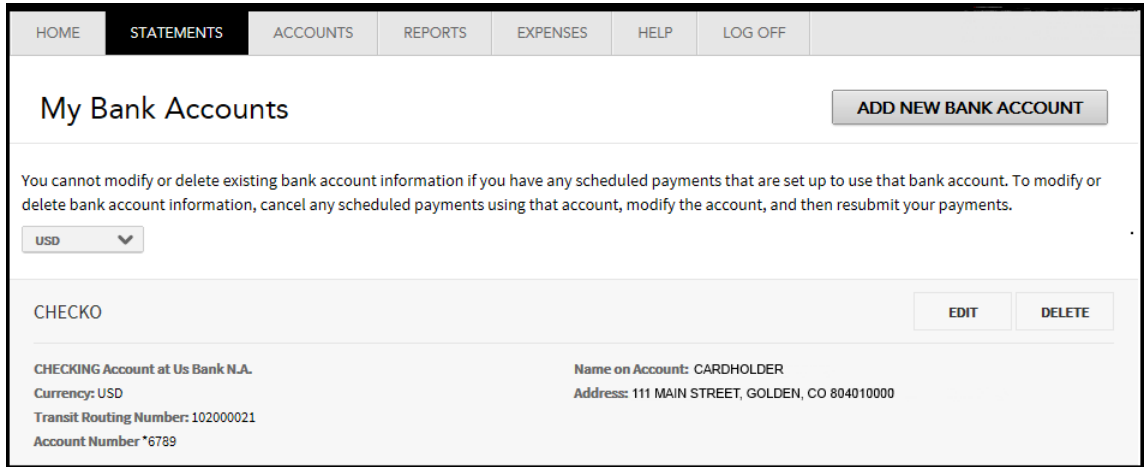 HOME STATEMENTS ACCOUNTS REPORTS EXPENSES HELP LOG OFF
My Bank Accounts
ADD NEW BANK ACCOUNT
You cannot modify or delete existing bank account information if you have any scheduled payments that are set up to use that bank account. To modify or
delete bank account information, cancel any scheduled payments using that account, modify the account, and then resubmit your payments.
USD
CHECKO
EDIT DELETE
CHECKING Account at Us Bank N.A.
Currency: USD
Transit Routing Number: 102000021
Account Number *6789
Name on Account: CARDHOLDER
Address: 111 MAIN STREET, GOLDEN, CO 804010000